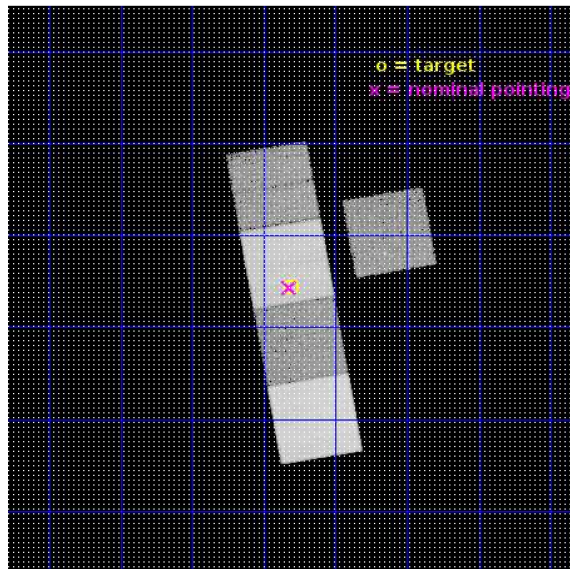 o = target
x = nominal pointing